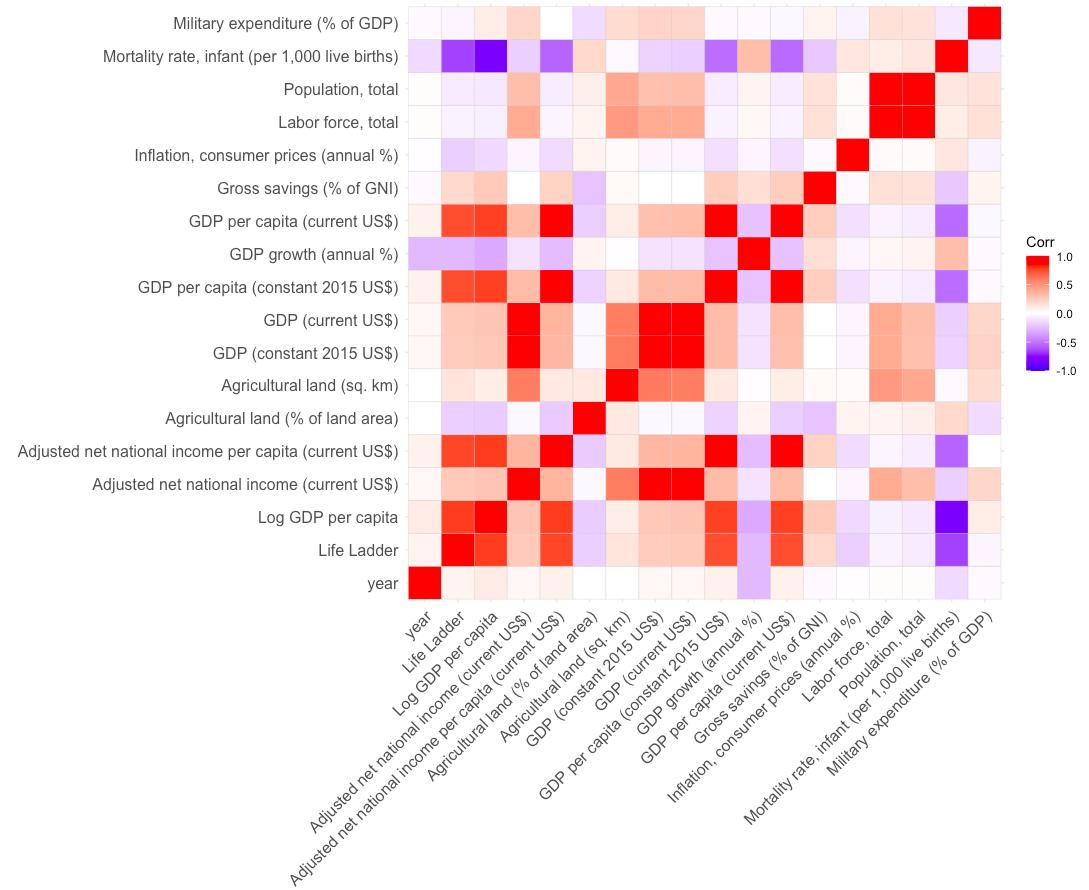 Military expenditure (% of GDP)
Mortality rate, infant (per 1,000 live births)
Population, total
Labor force, total
Inflation, consumer prices (annual %)
Gross savings (% of GNI)
GDP per capita (current US$)
GDP growth (annual %)
GDP per capita (constant 2015 US$)
GDP (current US$)
GDP (constant 2015 US$)
Agricultural land (sq. km)
Agricultural land (% of land area)
Adjusted net national income per capita (current US$)
Adjusted net national income (current US$)
Log GDP per capita
Life Ladder
year
year
Life Ladder
Log GDP per capita
Adjusted net national income (current US$)
Adjusted net national income per capita (current US$)
Agricultural land (% of land area)
Agricultural land (sq. km)
GDP (constant 2015 US$)
GDP (current US$)
GDP per capita (constant 2015 US$)
GDP growth (annual %)
GDP per capita (current US$)
Gross savings (% of GNI)
Inflation, consumer prices (annual %)
Labor force, total
Population, total
Mortality rate, infant (per 1,000 live births)
Military expenditure (% of GDP)
Corr
1.0
0.5
0.0
-0.5
-1.0